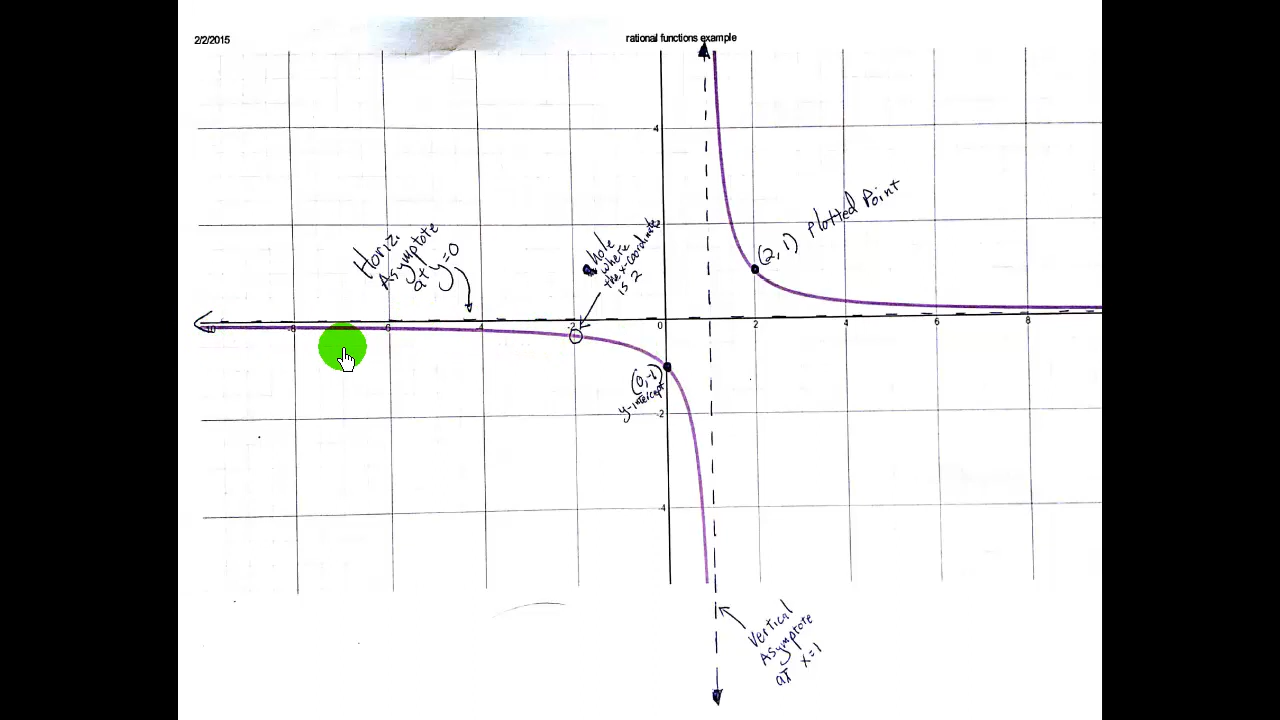 2/2/2015
rational functions example
4
2
Horiz.
Asymptote
at y=0
hole
where
the x-coordinate
is 2
(2,1) Plotted Point
-10 -8 -6 -4 -2 0 2 4 6 8
(0,-1)
y-intercept
-2
-4
Vertical
Asymptote
at x=1